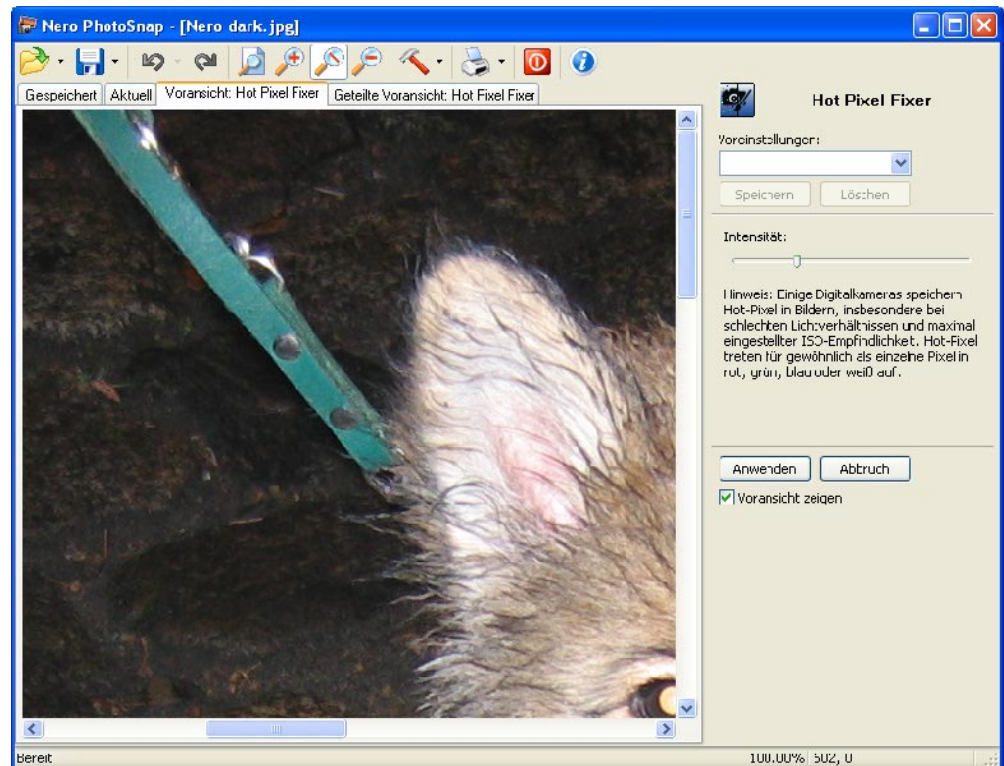 Nero PhotoSnap - [Nero dark.jpg]
Gespeichert Aktuell Voransicht: Hot Pixel Fixer Geteilte Voransicht: Hot Pixel Fixer
Hot Pixel Fixer
Voreinstellungen:
Speichern Löschen
Intensität:
Hinweis: Einige Digitalkameras speichern
Hot-Pixel in Bildern, insbesondere bei
schlechten Lichtverhältnissen und maximal
eingestellter ISO-Empfindlichket. Hot-Pixel
treten für gewöhnlich als einzelne Pixel in
rot, grün, blau oder weiß auf.
Anwenden Abbruch
Voransicht zeigen
Bereit 100.00% 502, 0